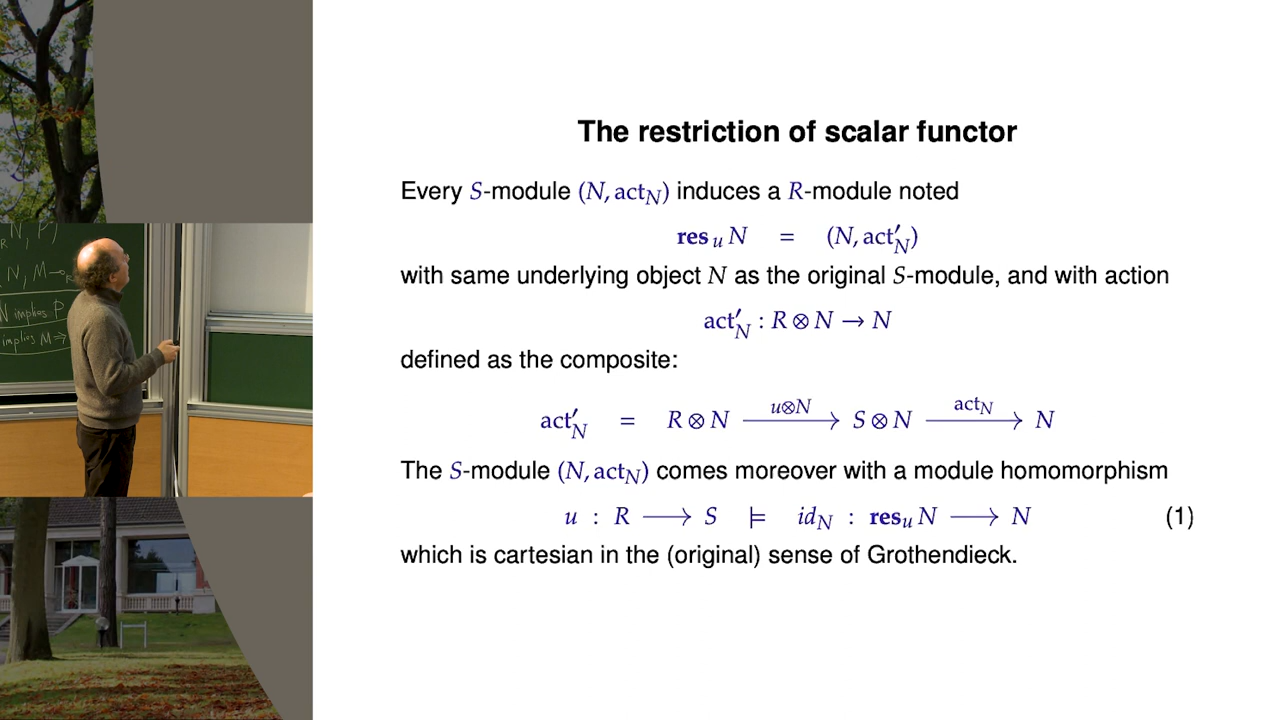 N, P)
N, M ⊸
N implies P
implies M ⇒
The restriction of scalar functor
Every S-module (N, act_N) induces a R-module noted
res_u N = (N, act′_N)
with same underlying object N as the original S-module, and with action
act′_N : R ⊗ N → N
defined as the composite:
act′_N = R ⊗ N —u⊗N→ S ⊗ N —act_N→ N
The S-module (N, act_N) comes moreover with a module homomorphism
u : R ⟶ S ⊨ id_N : res_u N ⟶ N (1)
which is cartesian in the (original) sense of Grothendieck.